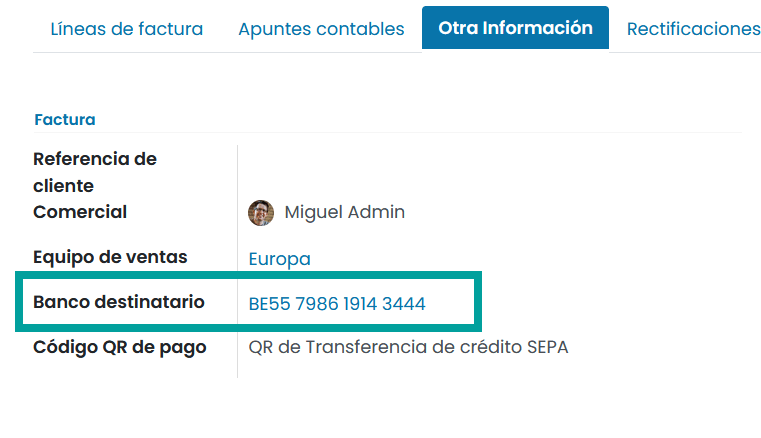 Líneas de factura Apuntes contables Otra Información Rectificaciones
Factura
Referencia de
cliente
Comercial Miguel Admin
Equipo de ventas Europa
Banco destinatario BE55 7986 1914 3444
Código QR de pago QR de Transferencia de crédito SEPA